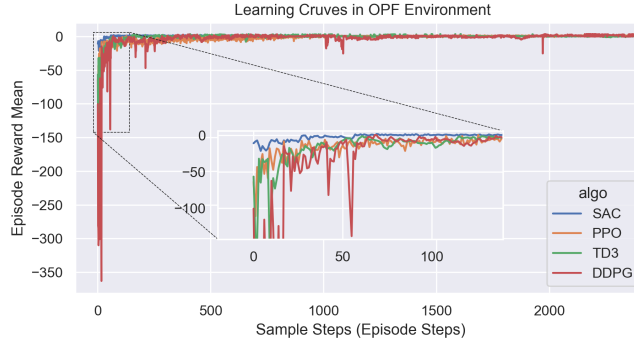 Learning Cruves in OPF Environment
Episode Reward Mean
0
−50
−100
−150
−200
−250
−300
−350
0
−50
−100
0
50
100
algo
SAC
PPO
TD3
DDPG
0
500
1000
1500
2000
Sample Steps (Episode Steps)